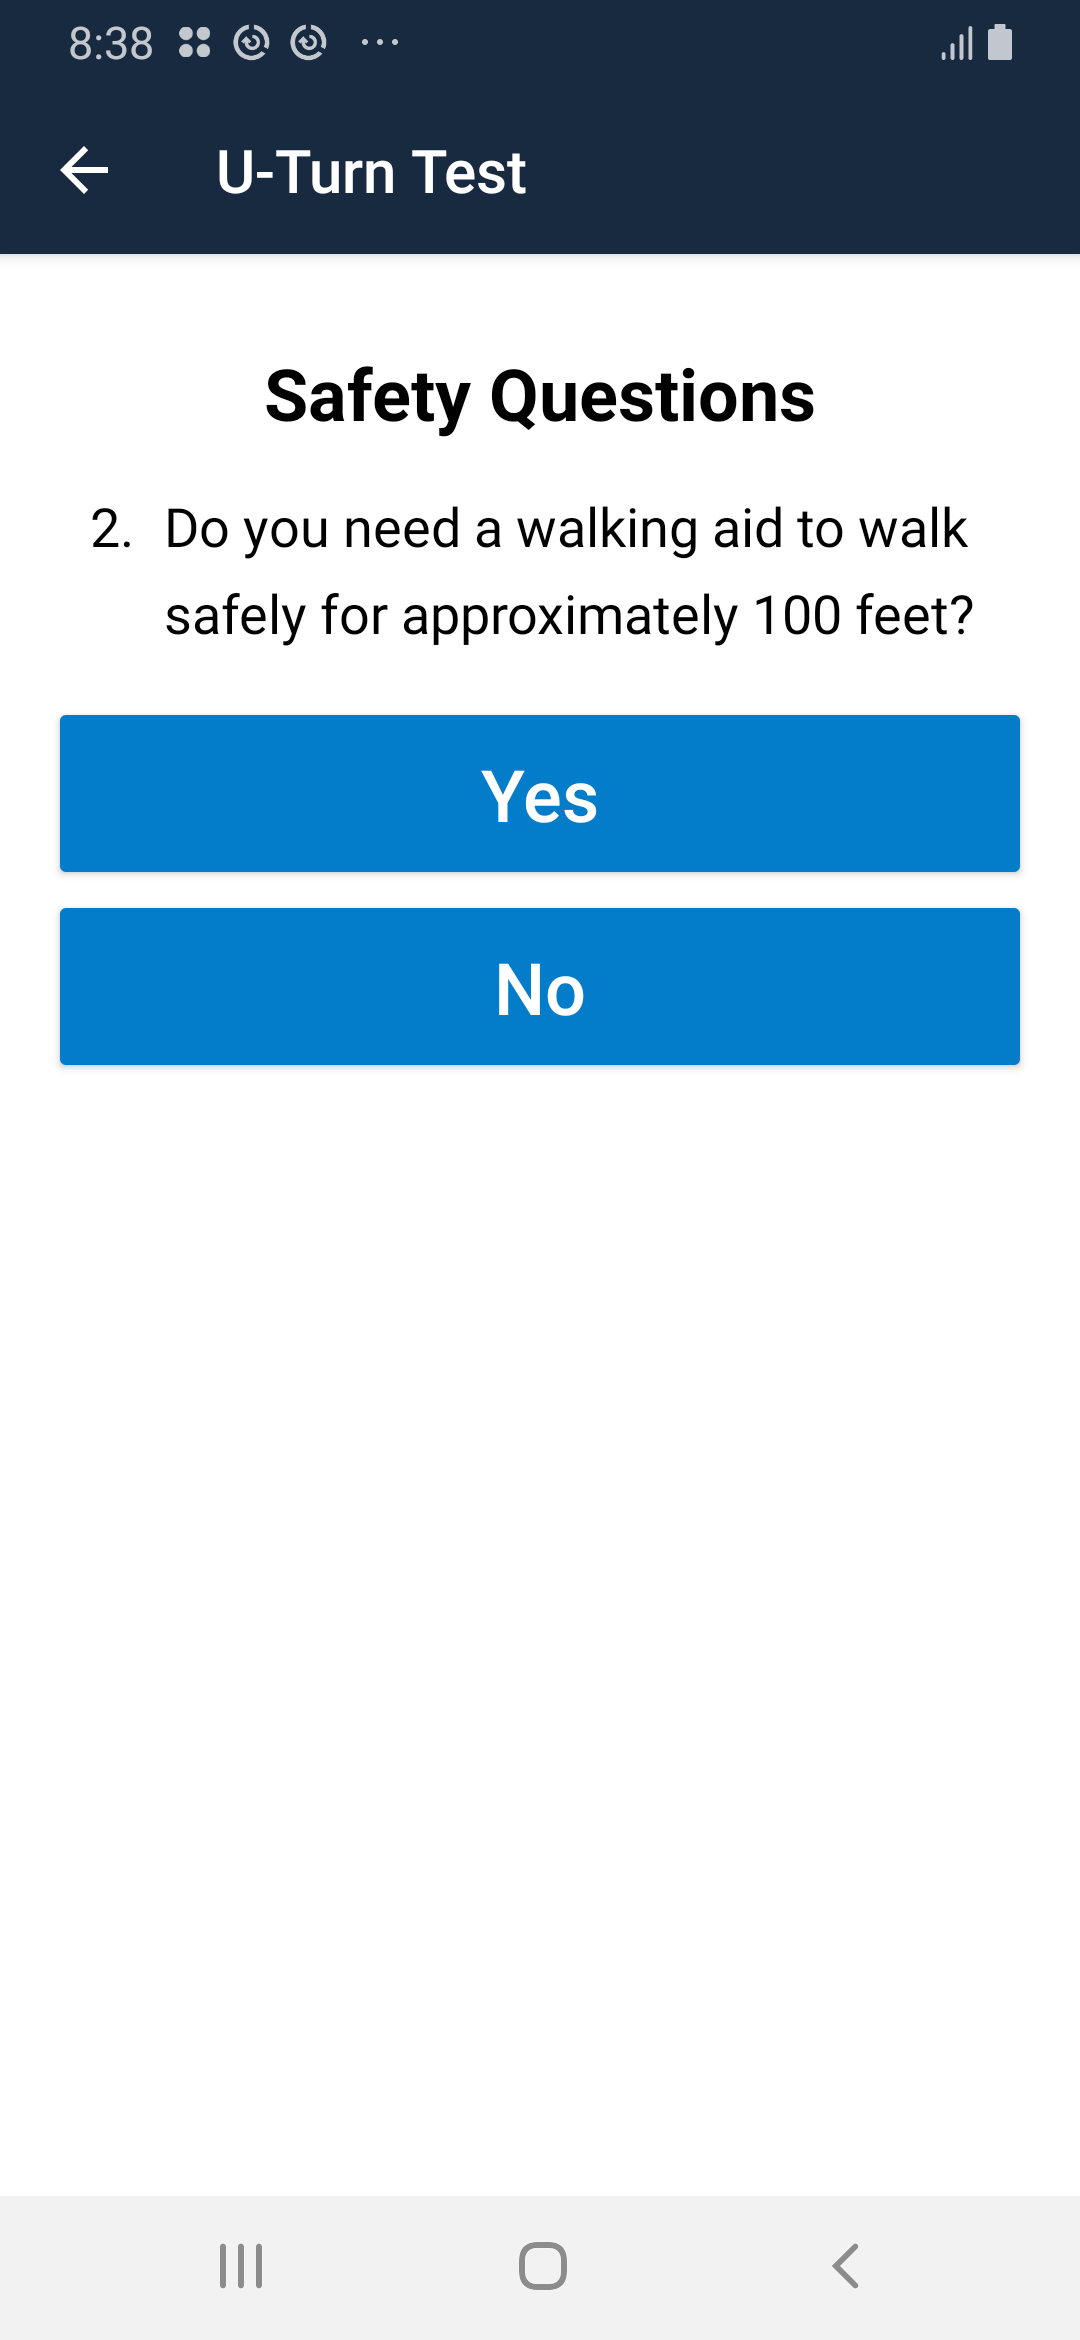 8:38
U-Turn Test
Safety Questions
2. Do you need a walking aid to walk
safely for approximately 100 feet?
Yes
No